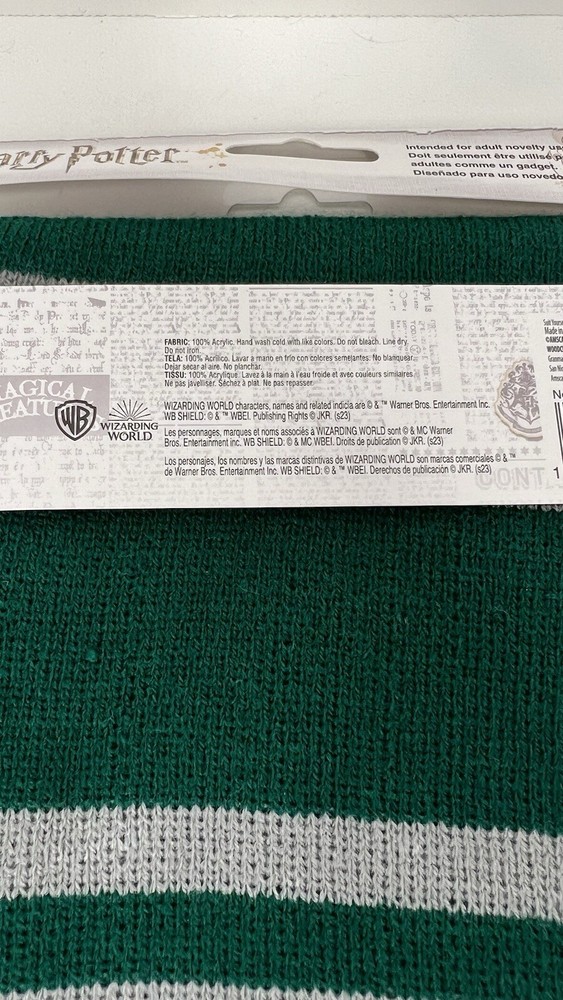 arry Potter
Intended for adult novelty us
Doit seulement être utilisé p
adultes comme un gadget.
Diseñado para uso novedo
FABRIC: 100% Acrylic. Hand wash cold with like colors. Do not bleach. Line dry.
Do not iron.
TELA: 100% Acrílico. Lavar a mano en frío con colores semejantes. No blanquear.
Dejar secar al aire. No planchar.
TISSU: 100% Acrylique. Lavez à la main à l'eau froide et avec couleurs similaires.
Ne pas javelliser. Séchez à plat. Ne pas repasser.
AGICAL
EATU
WB
WIZARDING
WORLD
WIZARDING WORLD characters, names and related indicia are © & ™ Warner Bros. Entertainment Inc.
WB SHIELD: © & ™ WBEI. Publishing Rights © JKR. (s23)
Les personnages, marques et noms associés à WIZARDING WORLD sont © & MC Warner
Bros. Entertainment inc. WB SHIELD: © & MC WBEI. Droits de publication © JKR. (s23)
Los personajes, los nombres y las marcas distintivas de WIZARDING WORLD son marcas comerciales © & ™
de Warner Bros. Entertainment Inc. WB SHIELD: © & ™ WBEI. Derechos de publicación © JKR. (s23)
CONT
Made in
©AMSC
WOODC
San Hi